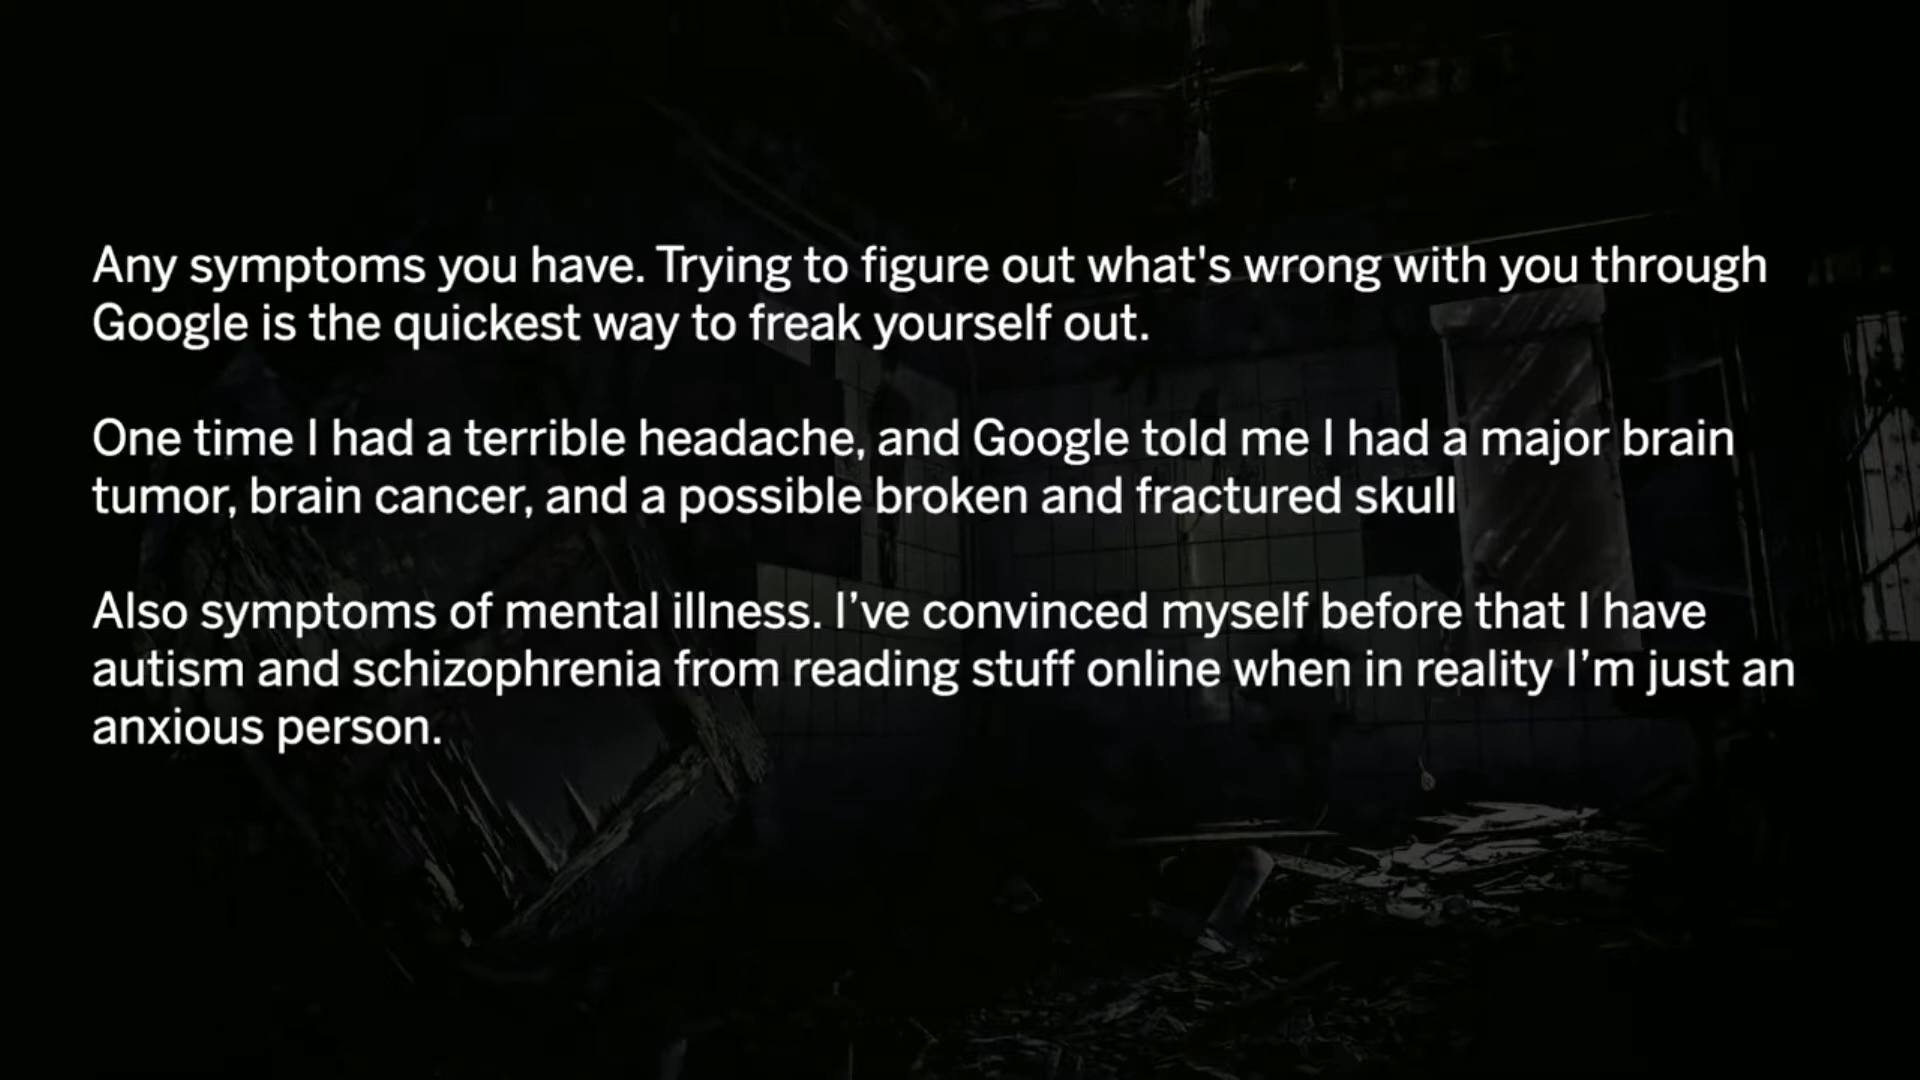 Any symptoms you have. Trying to figure out what's wrong with you through
Google is the quickest way to freak yourself out.
One time I had a terrible headache, and Google told me I had a major brain
tumor, brain cancer, and a possible broken and fractured skull
Also symptoms of mental illness. I’ve convinced myself before that I have
autism and schizophrenia from reading stuff online when in reality I’m just an
anxious person.